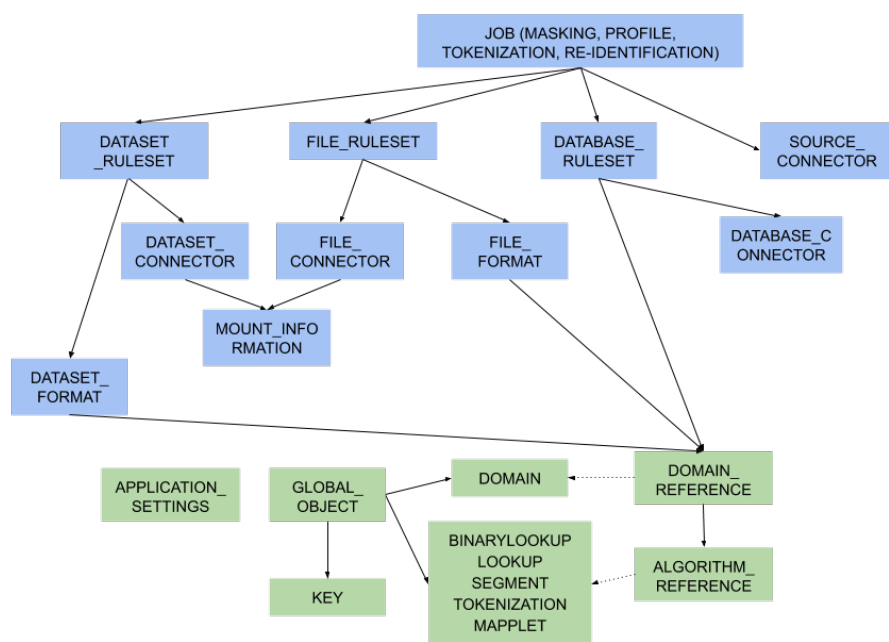 JOB (MASKING, PROFILE,
TOKENIZATION, RE-IDENTIFICATION)
DATASET
_RULESET
FILE_RULESET
DATABASE_
RULESET
SOURCE_
CONNECTOR
DATASET_
CONNECTOR
FILE_
CONNECTOR
FILE_
FORMAT
DATABASE_C
ONNECTOR
MOUNT_INFO
RMATION
DATASET_
FORMAT
APPLICATION_
SETTINGS
GLOBAL_
OBJECT
DOMAIN
DOMAIN_
REFERENCE
BINARYLOOKUP
LOOKUP
SEGMENT
TOKENIZATION
MAPPLET
ALGORITHM_
REFERENCE
KEY